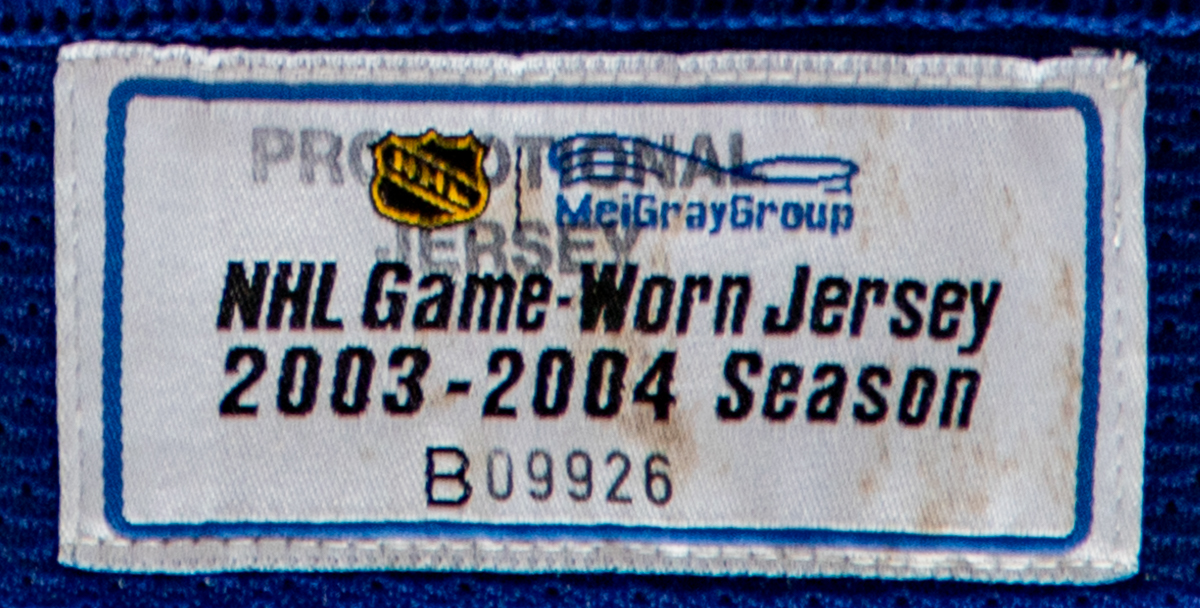 PROMOTIONAL
NHL
MeiGrayGroup
JERSEY
NHL Game-Worn Jersey
2003-2004 Season
B09926